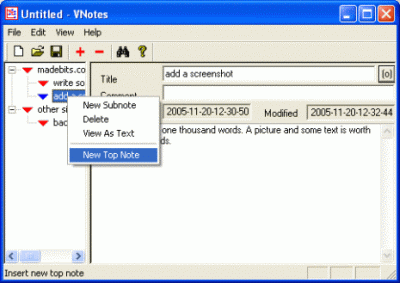 Untitled - VNotes
File Edit View Help
madebits.co
write so
add a s
other si
bac
New Subnote
Delete
View As Text
New Top Note
Title
add a screenshot
[o]
Comment
2005-11-20-12-30-50
Modified
2005-11-20-12-32-44
one thousand words. A picture and some text is worth
ds.
Insert new top note